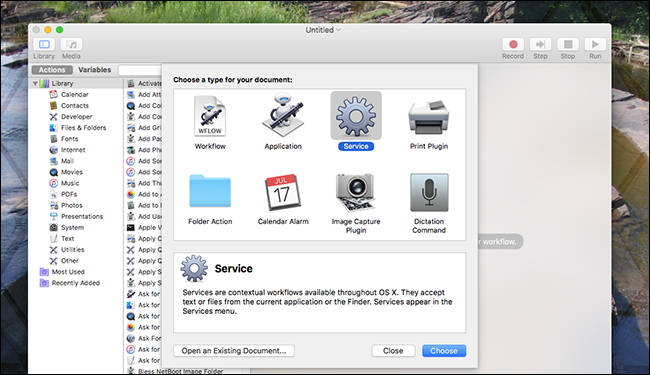 Untitled
Library
Media
Record
Step
Stop
Run
Actions
Variables
Library
Calendar
Contacts
Developer
Files & Folders
Fonts
Internet
Mail
Movies
Music
PDFs
Photos
Presentations
System
Text
Utilities
Other
Most Used
Recently Added
Activate
Add Att
Add Col
Add Co
Add Gri
Add Pac
Add Pho
Add Son
Add Son
Add Sou
Add Thu
Add to A
Add to
Add Use
Apple V
Apply C
Apply Q
Apply Q
Apply S
Ask for
Ask for
Ask for
Ask for
Ask for
Ask for
Bless NetBoot Image Folder
Choose a type for your document:
WFLOW
Workflow
Application
Service
Print Plugin
JUL
17
Folder Action
Calendar Alarm
Image Capture
Plugin
Dictation
Command
Service
Services are contextual workflows available throughout OS X. They accept
text or files from the current application or the Finder. Services appear in the
Services menu.
Open an Existing Document...
Close
Choose
r workflow.